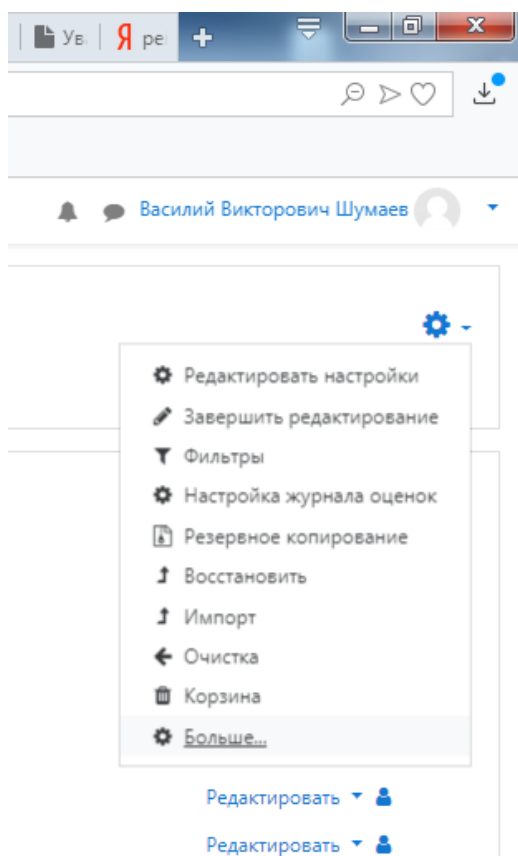 Ув Я ре
Василий Викторович Шумаев
Редактировать настройки
Завершить редактирование
Фильтры
Настройка журнала оценок
Резервное копирование
Восстановить
Импорт
Очистка
Корзина
Больше...
Редактировать
Редактировать